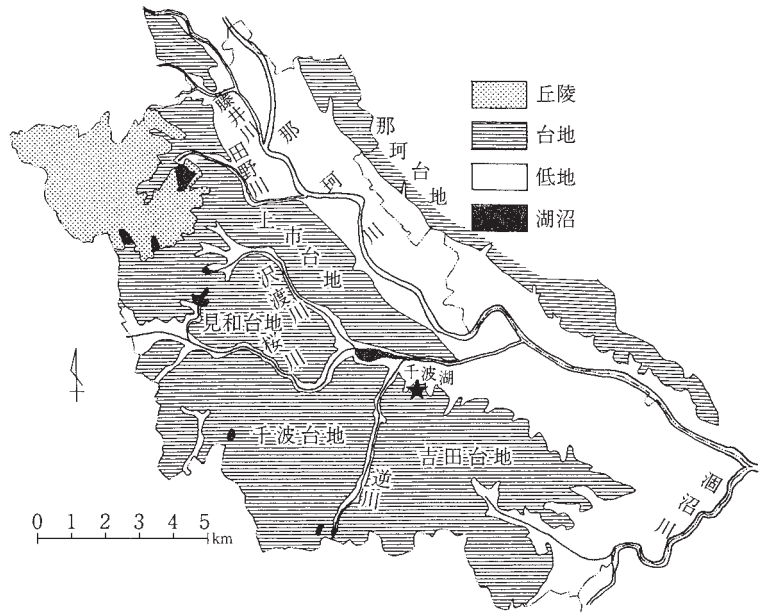 丘陵
台地
低地
湖沼
藤井川
那珂川
那珂台地
田野川
上市台地
沢渡川
見和台地
桜川
千波湖
千波台地
吉田台地
逆川
涸沼川
0 1 2 3 4 5
km